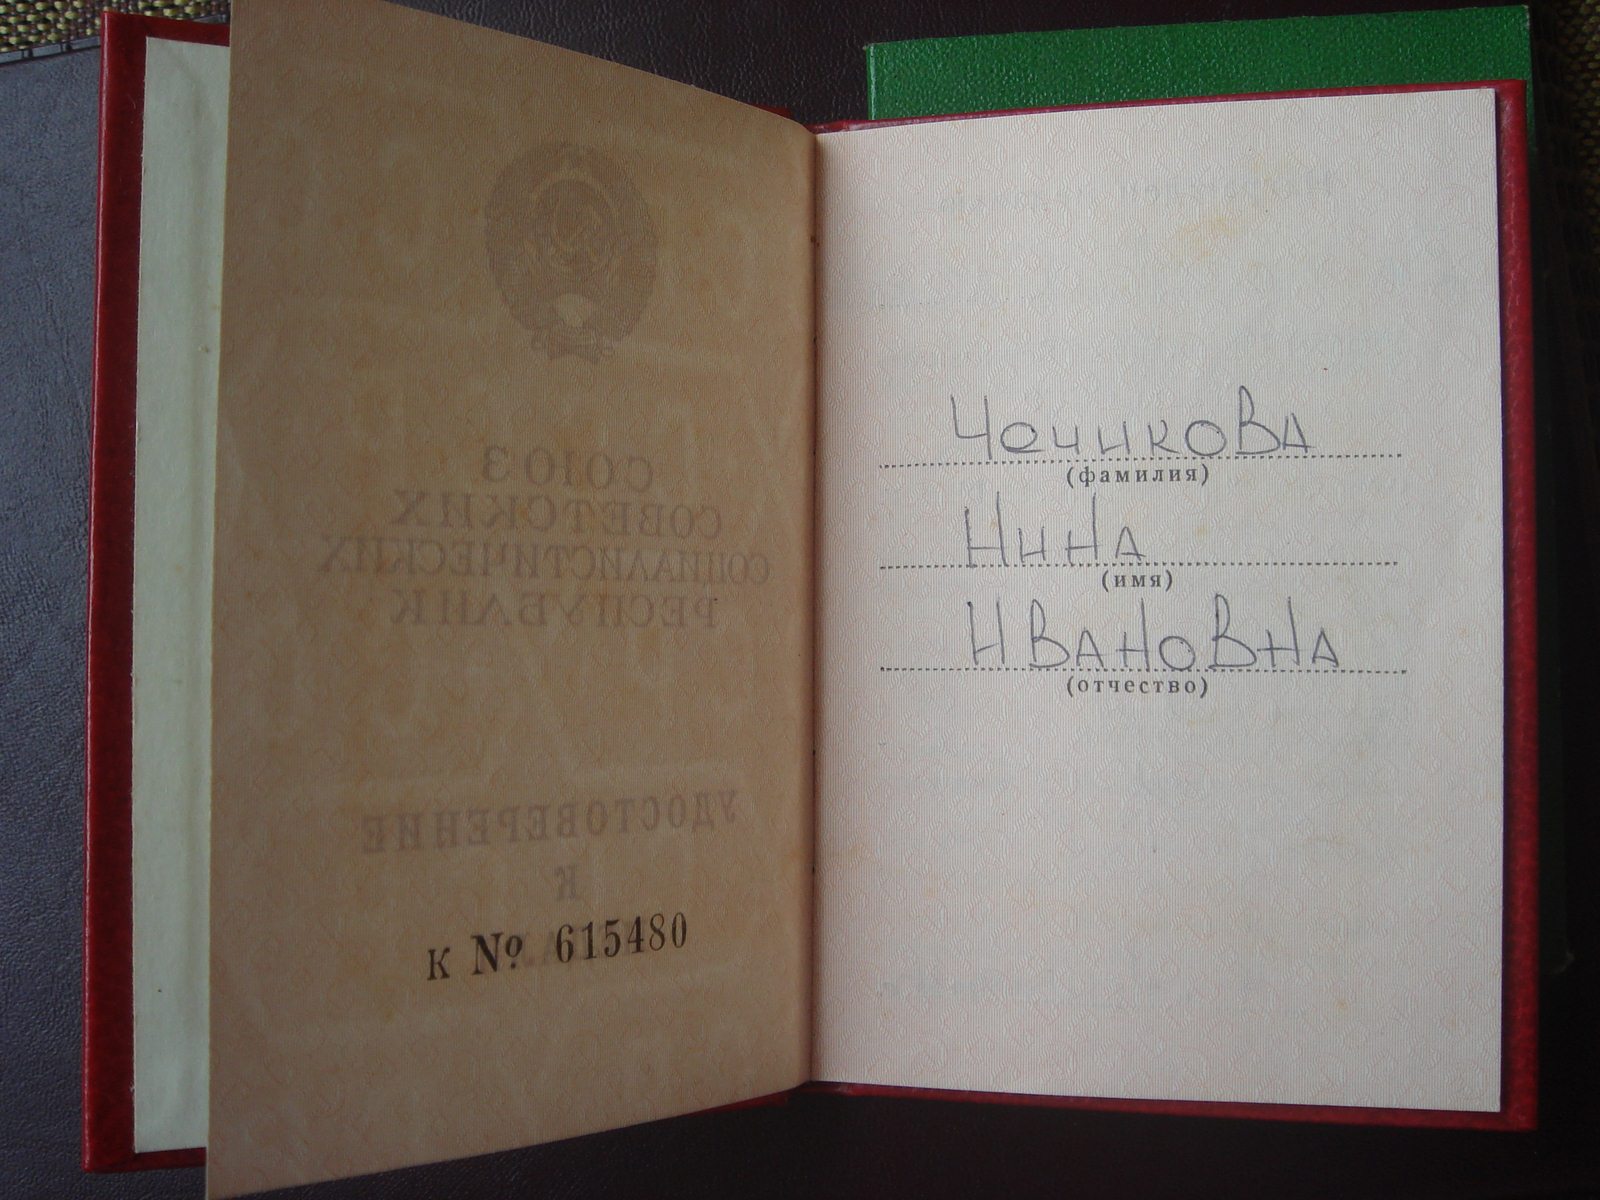 СОЮЗ
СОВЕТСКИХ
СОЦИАЛИСТИЧЕСКИХ
РЕСПУБЛИК
УДОСТОВЕРЕНИЕ
К
К № 615480
Чечикова
(фамилия)
Нина
(имя)
Ивановна
(отчество)